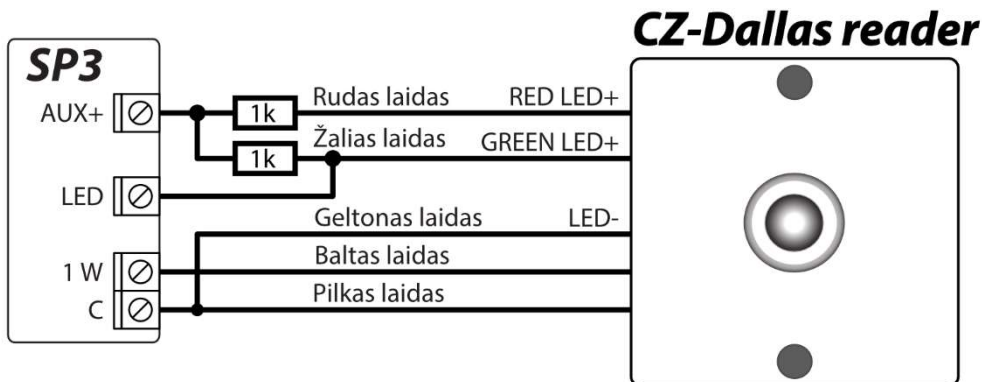 CZ-Dallas reader
SP3
AUX+
1k
Rudas laidas
RED LED+
1k
Žalias laidas
GREEN LED+
LED
Geltonas laidas
LED-
1 W
Baltas laidas
C
Pilkas laidas